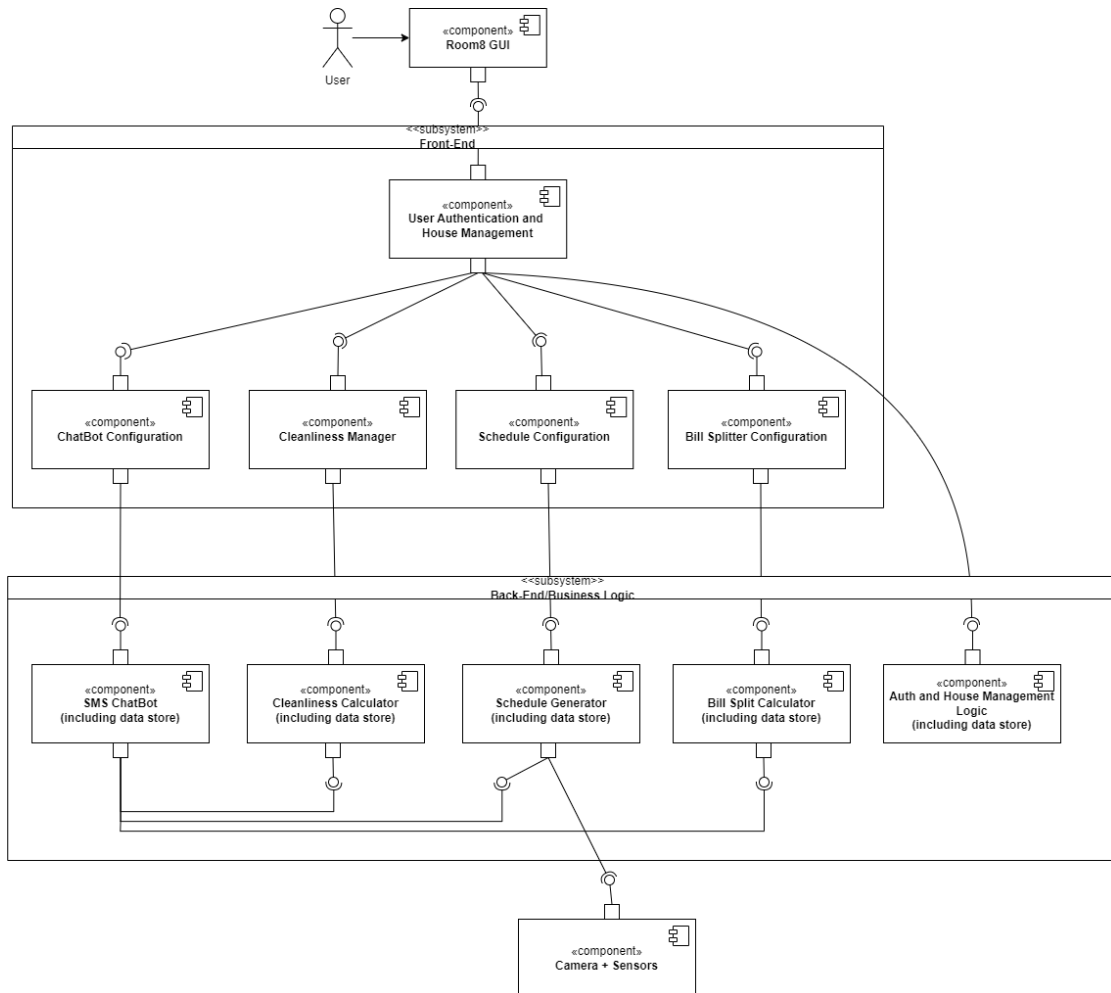 «component»
Room8 GUI
User
<<subsystem>>
Front-End
«component»
User Authentication and
House Management
«component»
ChatBot Configuration
«component»
Cleanliness Manager
«component»
Schedule Configuration
«component»
Bill Splitter Configuration
<<subsystem>>
Back-End/Business Logic
«component»
SMS ChatBot
(including data store)
«component»
Cleanliness Calculator
(including data store)
«component»
Schedule Generator
(including data store)
«component»
Bill Split Calculator
(including data store)
«component»
Auth and House Management
Logic
(including data store)
«component»
Camera + Sensors